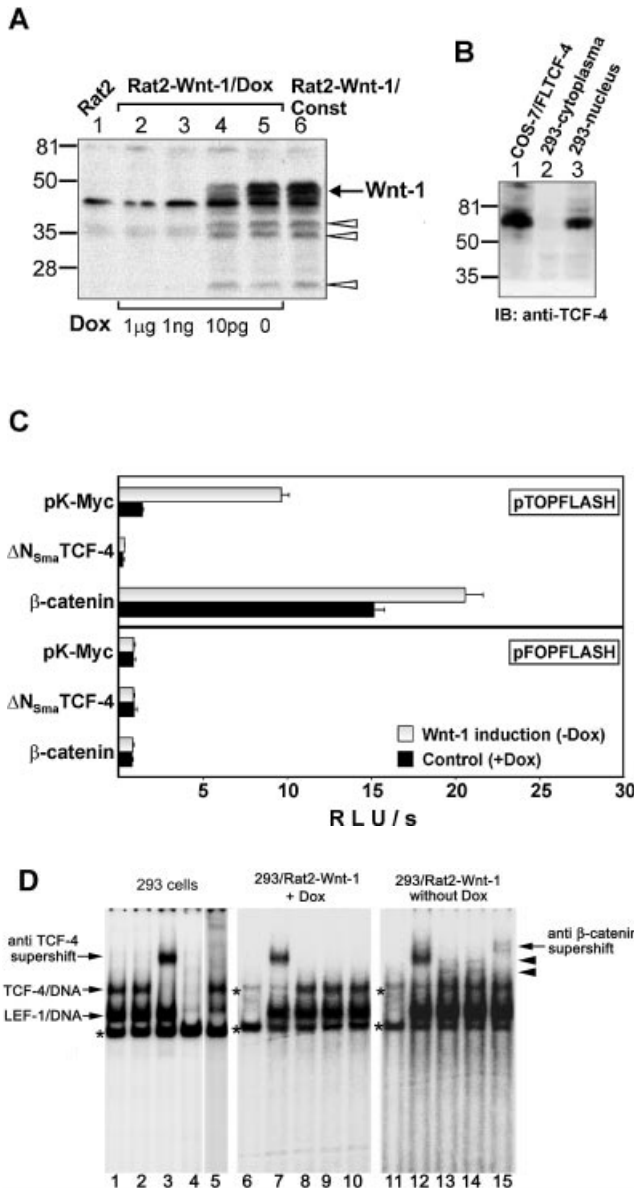 A
Rat2
Rat2-Wnt-1/Dox
Rat2-Wnt-1/
Const
1 2 3 4 5 6
81
50
35
28
Wnt-1
Dox 1µg 1ng 10pg 0
B
COS-7/FLTCF-4
293-cytoplasma
293-nucleus
1 2 3
81
50
35
IB: anti-TCF-4
C
pK-Myc
pTOPFLASH
ΔNSmaTCF-4
β-catenin
pK-Myc
pFOPFLASH
ΔNSmaTCF-4
β-catenin
Wnt-1 induction (-Dox)
Control (+Dox)
5 10 15 20 25 30
RLU/s
D
293 cells
293/Rat2-Wnt-1
+ Dox
293/Rat2-Wnt-1
without Dox
anti TCF-4
supershift
anti β-catenin
supershift
TCF-4/DNA
LEF-1/DNA
*
*
*
*
*
1 2 3 4 5 6 7 8 9 10 11 12 13 14 15